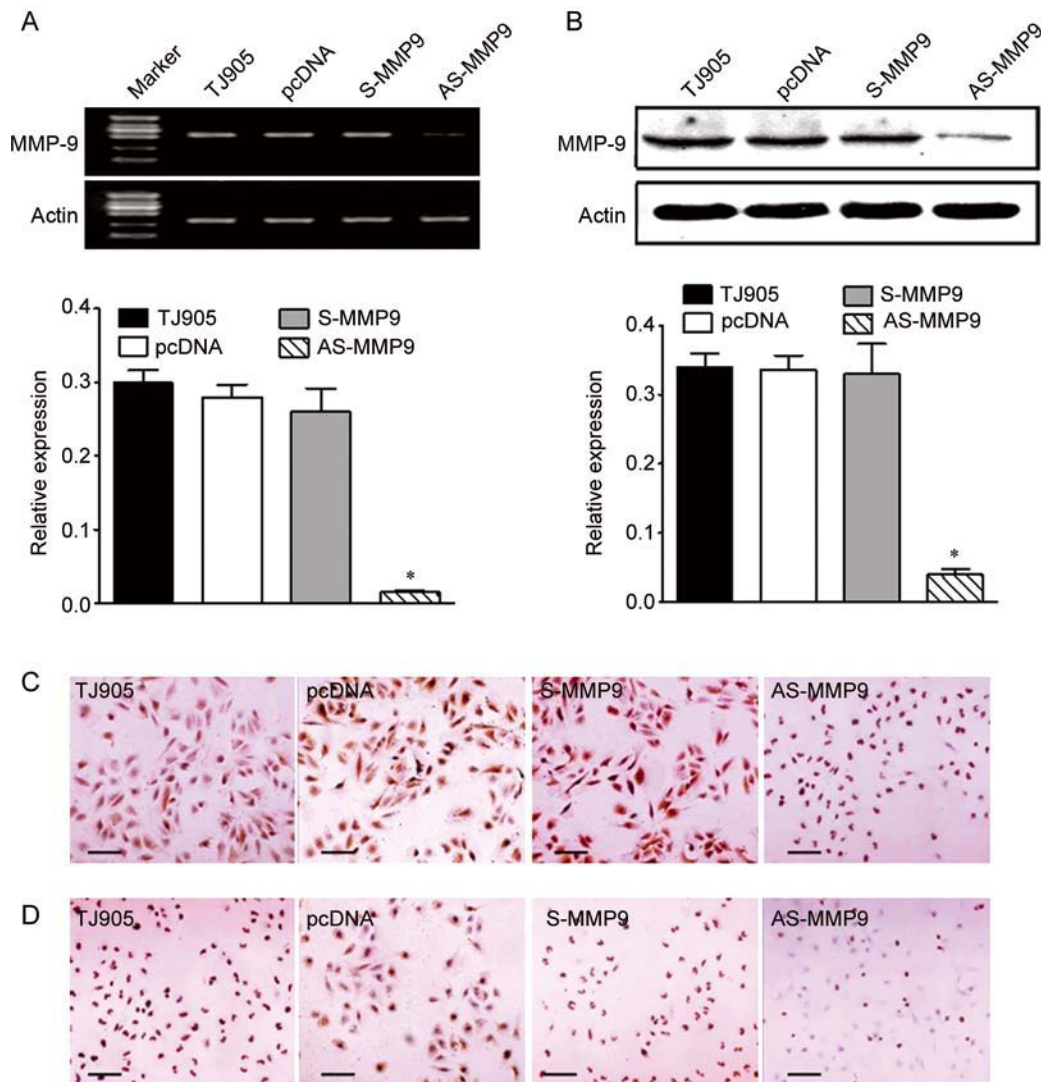 A
Marker TJ905 pcDNA S-MMP9 AS-MMP9
MMP-9
Actin
0.4
0.3
0.2
0.1
0.0
Relative expression
TJ905
pcDNA
S-MMP9
AS-MMP9
*
B
TJ905 pcDNA S-MMP9 AS-MMP9
MMP-9
Actin
TJ905
pcDNA
S-MMP9
AS-MMP9
0.4
0.3
0.2
0.1
0.0
Relative expression
*
C
TJ905 pcDNA S-MMP9 AS-MMP9
D
TJ905 pcDNA S-MMP9 AS-MMP9